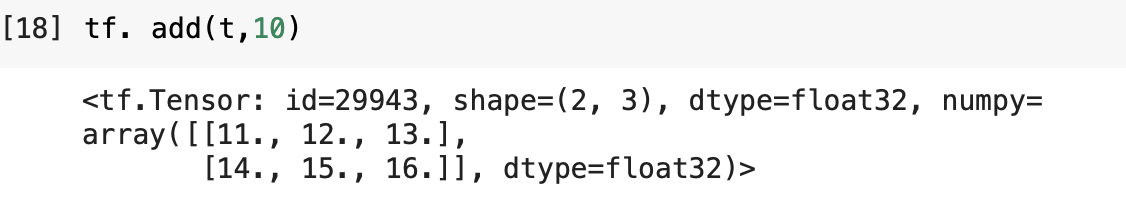 [18] tf. add(t,10)
<tf.Tensor: id=29943, shape=(2, 3), dtype=float32, numpy=
array([[11., 12., 13.],
       [14., 15., 16.]], dtype=float32)>